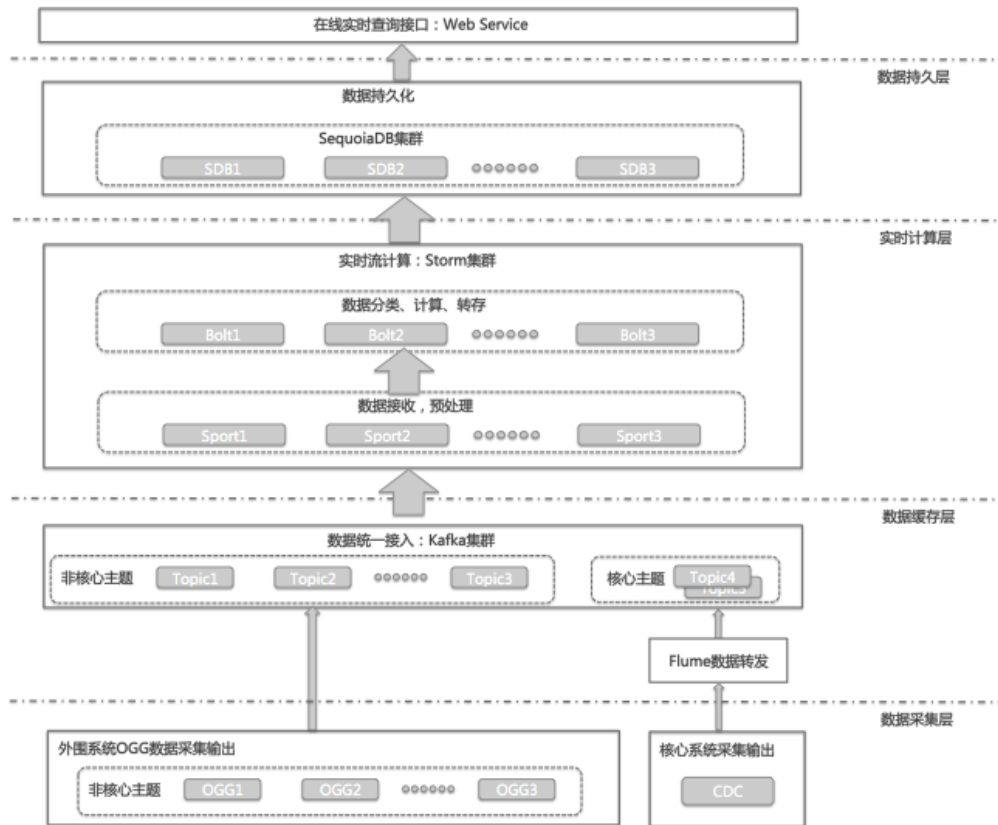 在线实时查询接口：Web Service
数据持久层
数据持久化
SequoiaDB集群
SDB1 SDB2 SDB3
实时计算层
实时流计算：Storm集群
数据分类、计算、转存
Bolt1 Bolt2 Bolt3
数据接收，预处理
Sport1 Sport2 Sport3
数据缓存层
数据统一接入：Kafka集群
非核心主题 Topic1 Topic2 Topic3
核心主题 Topic4
Flume数据转发
数据采集层
外围系统OGG数据采集输出
非核心主题 OGG1 OGG2 OGG3
核心系统采集输出
CDC